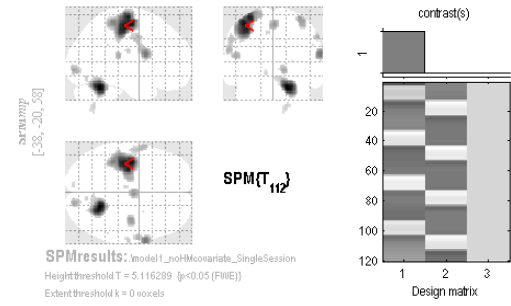 contrast(s)
1
SPMmip
[-38, -20, 58]
SPM{T112}
20
40
60
80
100
120
1 2 3
Design matrix
SPMresults: .\model1_noHMcovariate_SingleSession
Height threshold T = 5.116289 {p<0.05 (FWE)}
Extent threshold k = 0 voxels